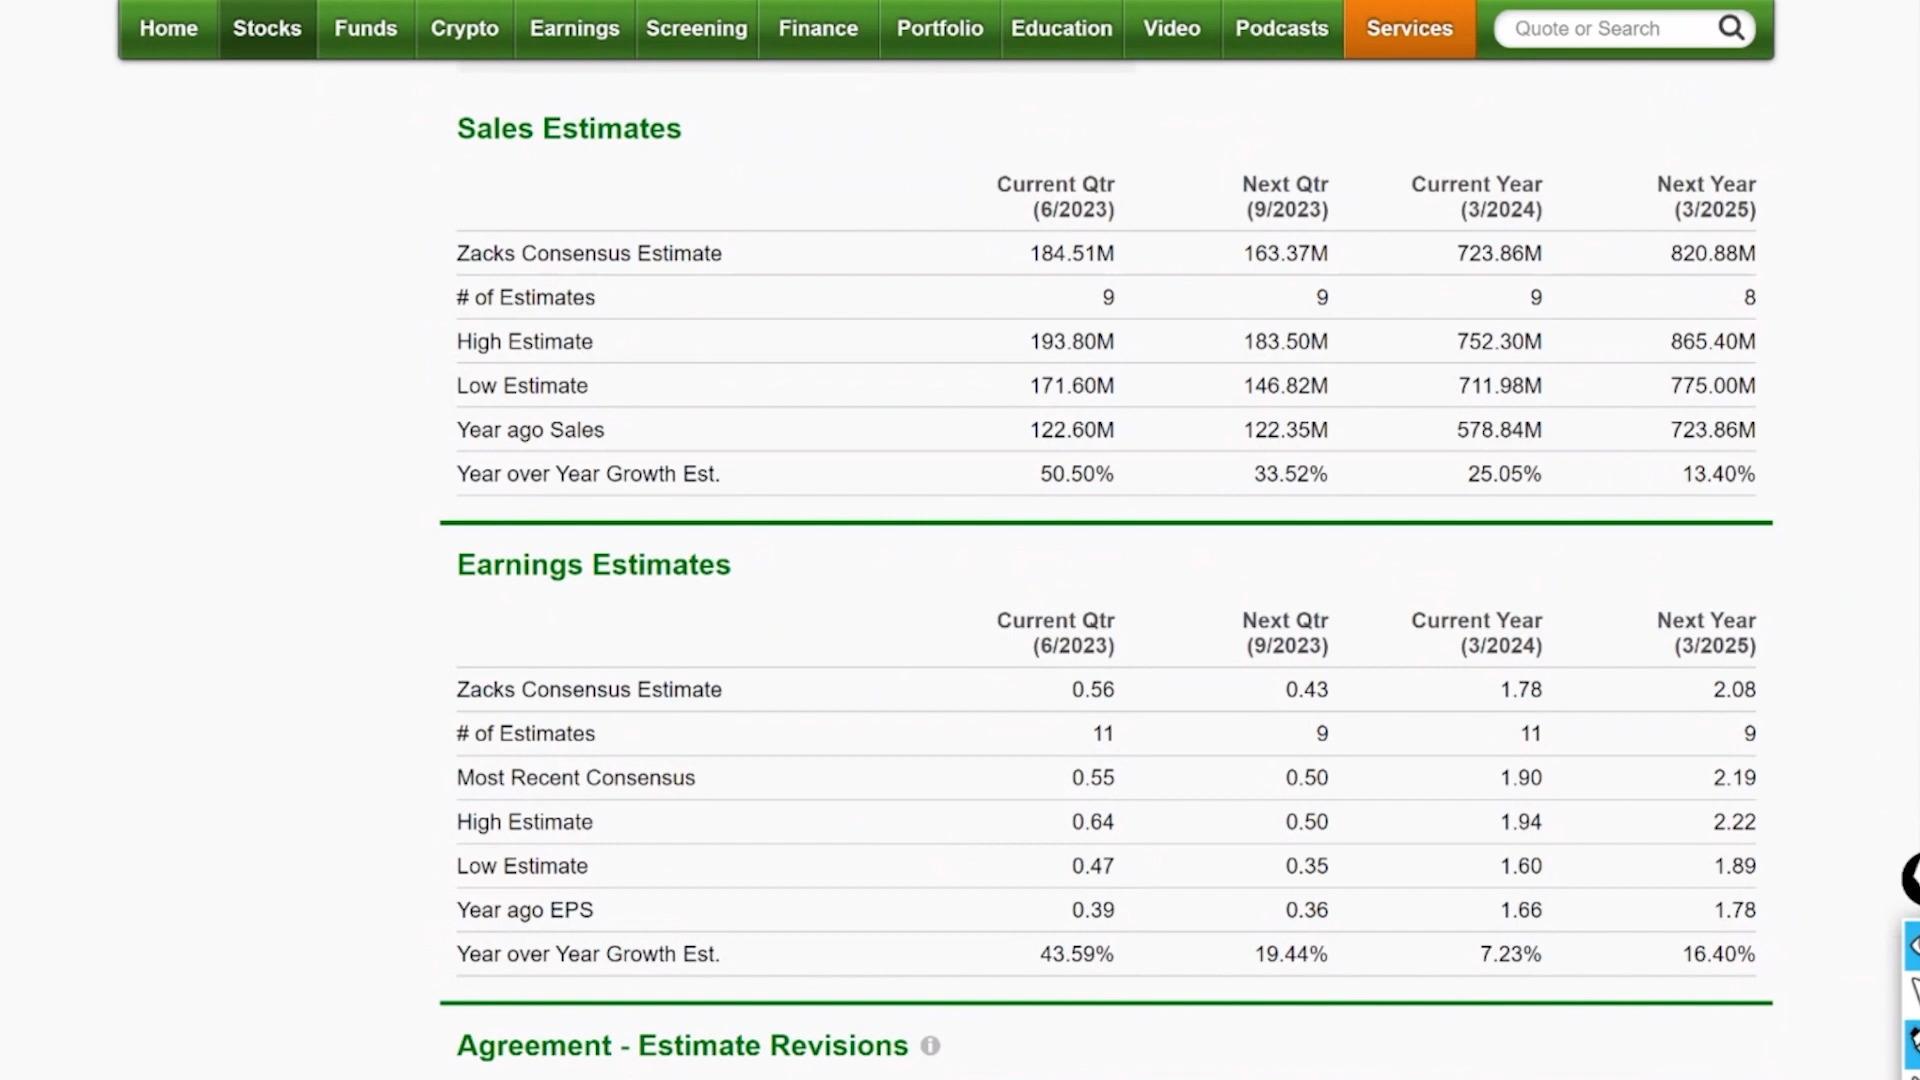 Home Stocks Funds Crypto Earnings Screening Finance Portfolio Education Video Podcasts Services Quote or Search
Sales Estimates
Current Qtr Next Qtr Current Year Next Year
(6/2023) (9/2023) (3/2024) (3/2025)
Zacks Consensus Estimate 184.51M 163.37M 723.86M 820.88M
# of Estimates 9 9 9 8
High Estimate 193.80M 183.50M 752.30M 865.40M
Low Estimate 171.60M 146.82M 711.98M 775.00M
Year ago Sales 122.60M 122.35M 578.84M 723.86M
Year over Year Growth Est. 50.50% 33.52% 25.05% 13.40%
Earnings Estimates
Current Qtr Next Qtr Current Year Next Year
(6/2023) (9/2023) (3/2024) (3/2025)
Zacks Consensus Estimate 0.56 0.43 1.78 2.08
# of Estimates 11 9 11 9
Most Recent Consensus 0.55 0.50 1.90 2.19
High Estimate 0.64 0.50 1.94 2.22
Low Estimate 0.47 0.35 1.60 1.89
Year ago EPS 0.39 0.36 1.66 1.78
Year over Year Growth Est. 43.59% 19.44% 7.23% 16.40%
Agreement - Estimate Revisions